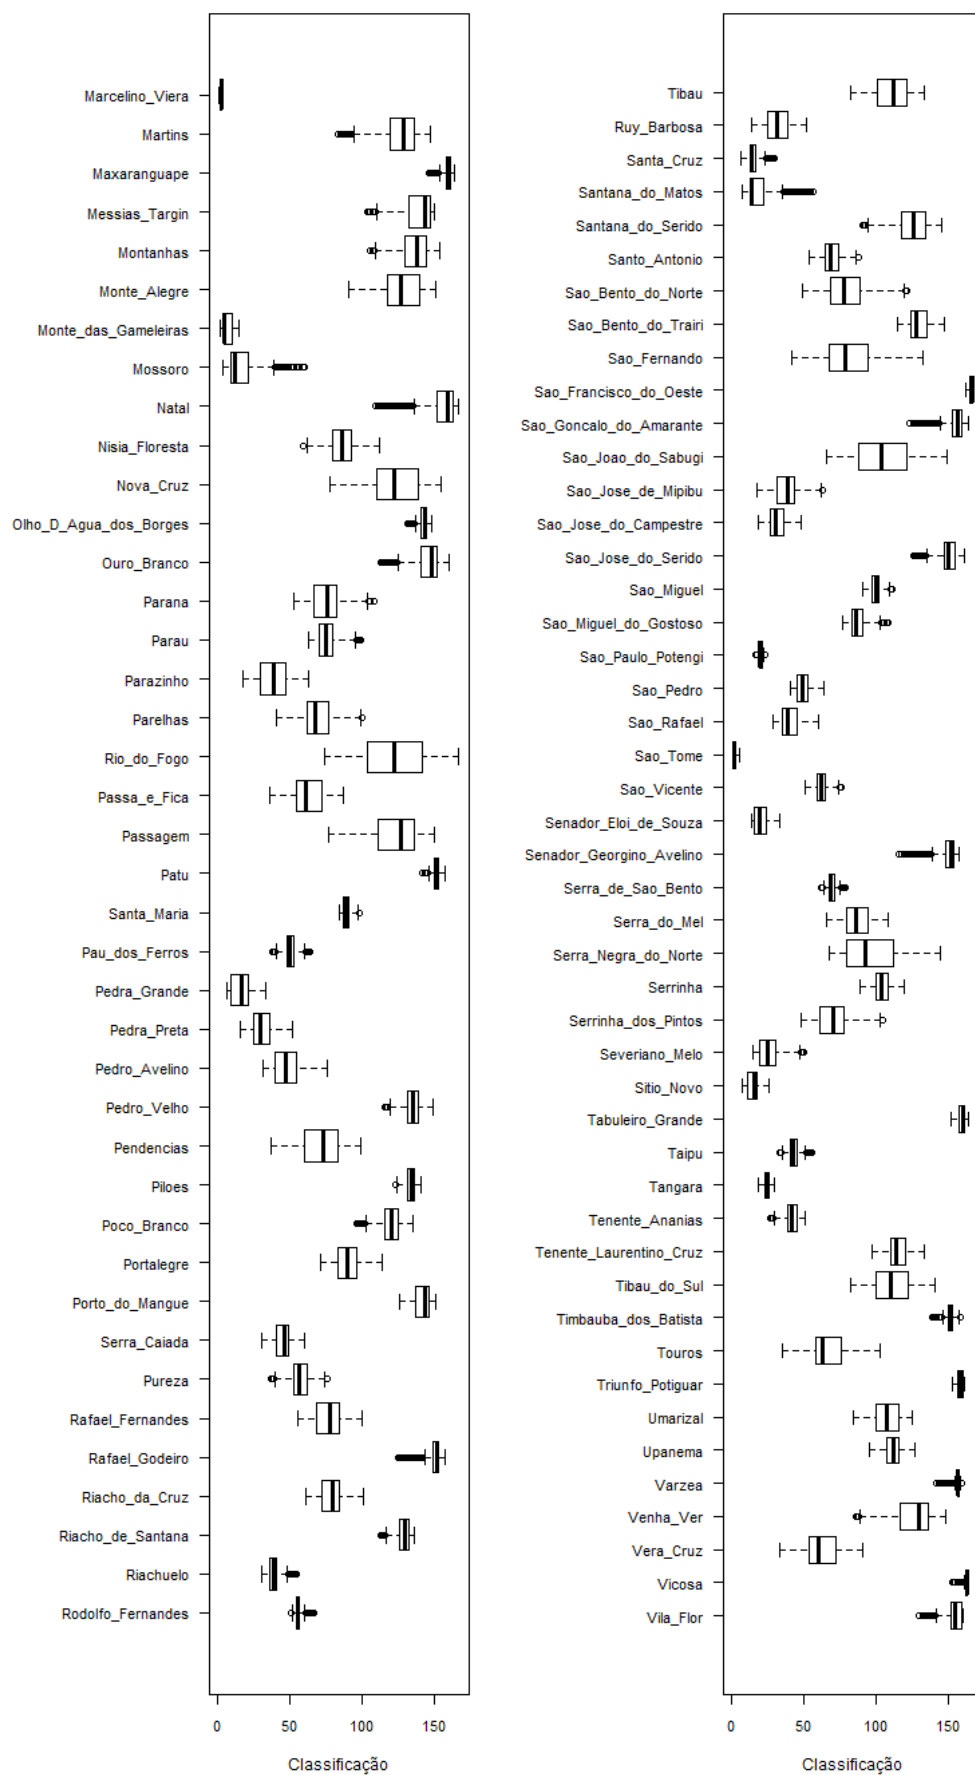 Marcelino_Viera
Martins
Maxaranguape
Messias_Targin
Montanhas
Monte_Alegre
Monte_das_Gameleiras
Mossoro
Natal
Nisia_Floresta
Nova_Cruz
Olho_D_Agua_dos_Borges
Ouro_Branco
Parana
Parau
Parazinho
Parelhas
Rio_do_Fogo
Passa_e_Fica
Passagem
Patu
Santa_Maria
Pau_dos_Ferros
Pedra_Grande
Pedra_Preta
Pedro_Avelino
Pedro_Velho
Pendencias
Piloes
Poco_Branco
Portalegre
Porto_do_Mangue
Serra_Caiada
Pureza
Rafael_Fernandes
Rafael_Godeiro
Riacho_da_Cruz
Riacho_de_Santana
Riachuelo
Rodolfo_Fernandes
0 50 100 150
Classificação
Tibau
Ruy_Barbosa
Santa_Cruz
Santana_do_Matos
Santana_do_Serido
Santo_Antonio
Sao_Bento_do_Norte
Sao_Bento_do_Trairi
Sao_Fernando
Sao_Francisco_do_Oeste
Sao_Goncalo_do_Amarante
Sao_Joao_do_Sabugi
Sao_Jose_de_Mipibu
Sao_Jose_do_Campestre
Sao_Jose_do_Serido
Sao_Miguel
Sao_Miguel_do_Gostoso
Sao_Paulo_Potengi
Sao_Pedro
Sao_Rafael
Sao_Tome
Sao_Vicente
Senador_Eloi_de_Souza
Senador_Georgino_Avelino
Serra_de_Sao_Bento
Serra_do_Mel
Serra_Negra_do_Norte
Serrinha
Serrinha_dos_Pintos
Severiano_Melo
Sitio_Novo
Tabuleiro_Grande
Taipu
Tangara
Tenente_Ananias
Tenente_Laurentino_Cruz
Tibau_do_Sul
Timbauba_dos_Batista
Touros
Triunfo_Potiguar
Umarizal
Upanema
Varzea
Venha_Ver
Vera_Cruz
Vicosa
Vila_Flor
0 50 100 150
Classificação